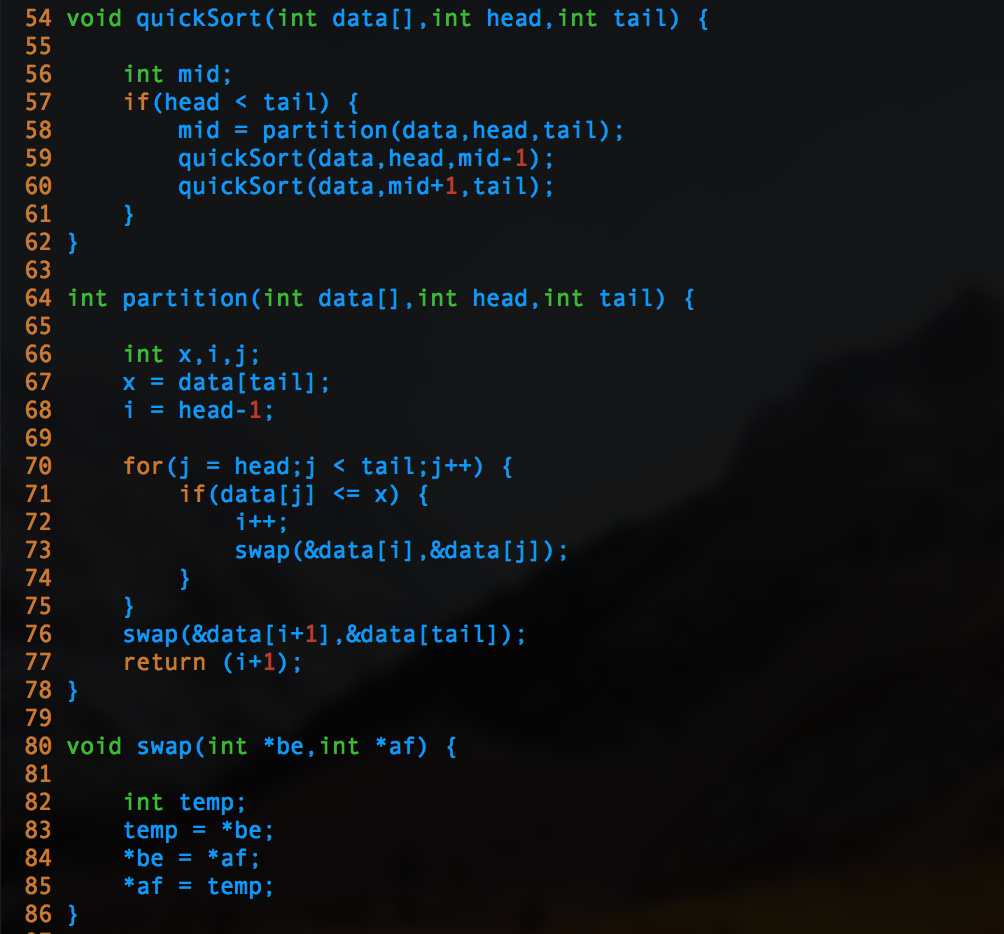 54 void quickSort(int data[],int head,int tail) {
55
56     int mid;
57     if(head < tail) {
58         mid = partition(data,head,tail);
59         quickSort(data,head,mid-1);
60         quickSort(data,mid+1,tail);
61     }
62 }
63
64 int partition(int data[],int head,int tail) {
65
66     int x,i,j;
67     x = data[tail];
68     i = head-1;
69
70     for(j = head;j < tail;j++) {
71         if(data[j] <= x) {
72             i++;
73             swap(&data[i],&data[j]);
74         }
75     }
76     swap(&data[i+1],&data[tail]);
77     return (i+1);
78 }
79
80 void swap(int *be,int *af) {
81
82     int temp;
83     temp = *be;
84     *be = *af;
85     *af = temp;
86 }